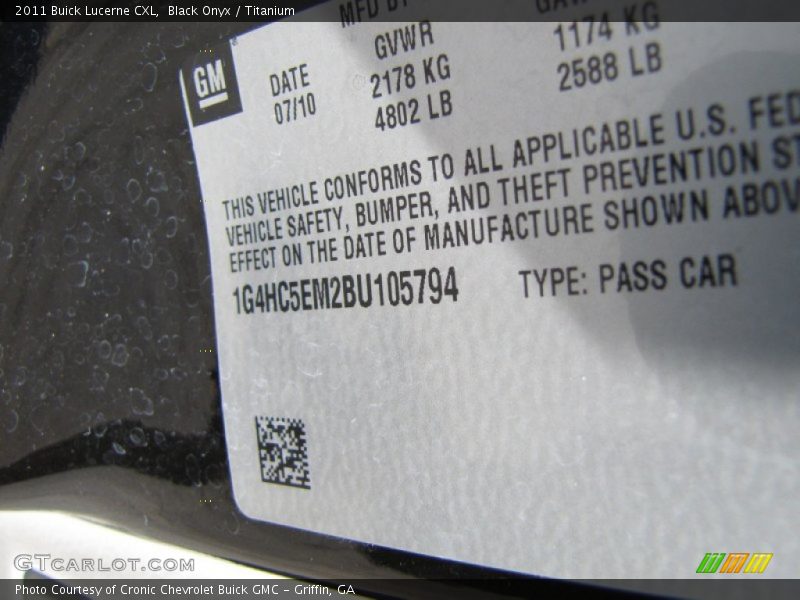 2011 Buick Lucerne CXL,  Black Onyx / Titanium
MFD BY
GM
DATE
07/10
GVWR
2178 KG
4802 LB
1174 KG
2588 LB
THIS VEHICLE CONFORMS TO ALL APPLICABLE U.S. FED
VEHICLE SAFETY, BUMPER, AND THEFT PREVENTION ST
EFFECT ON THE DATE OF MANUFACTURE SHOWN ABOV
1G4HC5EM2BU105794
TYPE: PASS CAR
GTCARLOT.COM
Photo Courtesy of Cronic Chevrolet Buick GMC – Griffin, GA